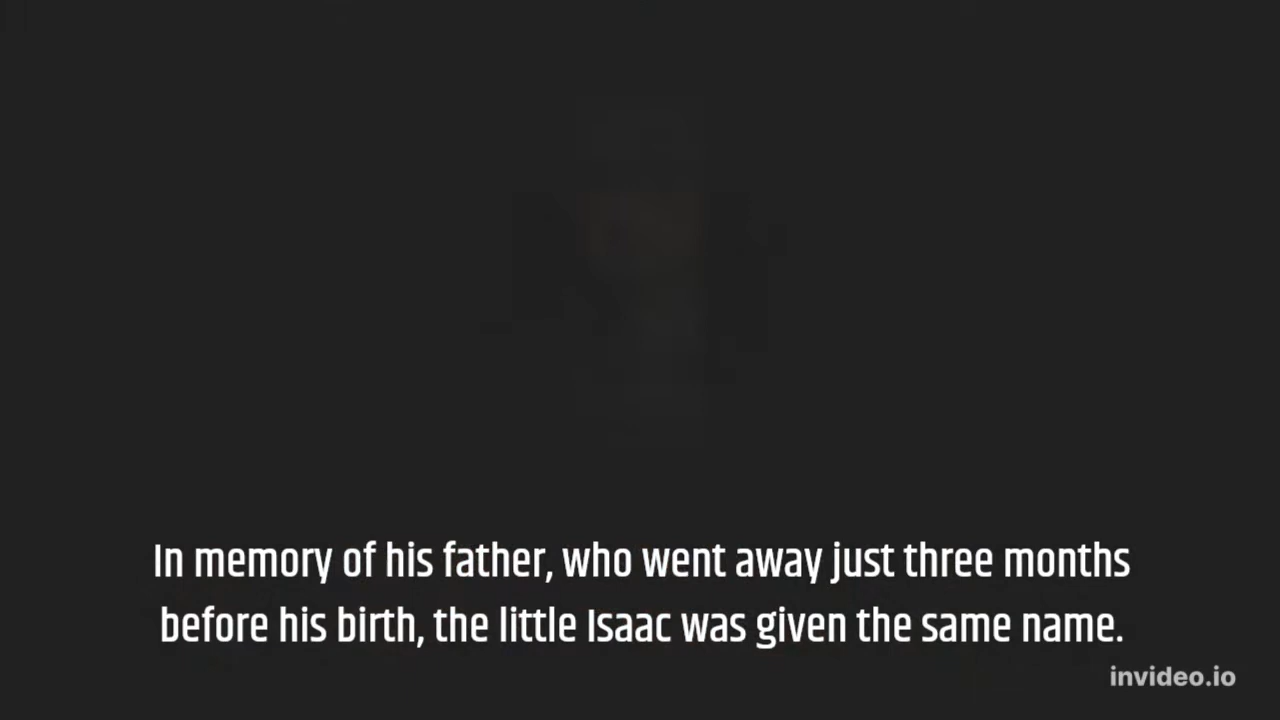 In memory of his father, who went away just three months
before his birth, the little Isaac was given the same name.
invideo.io